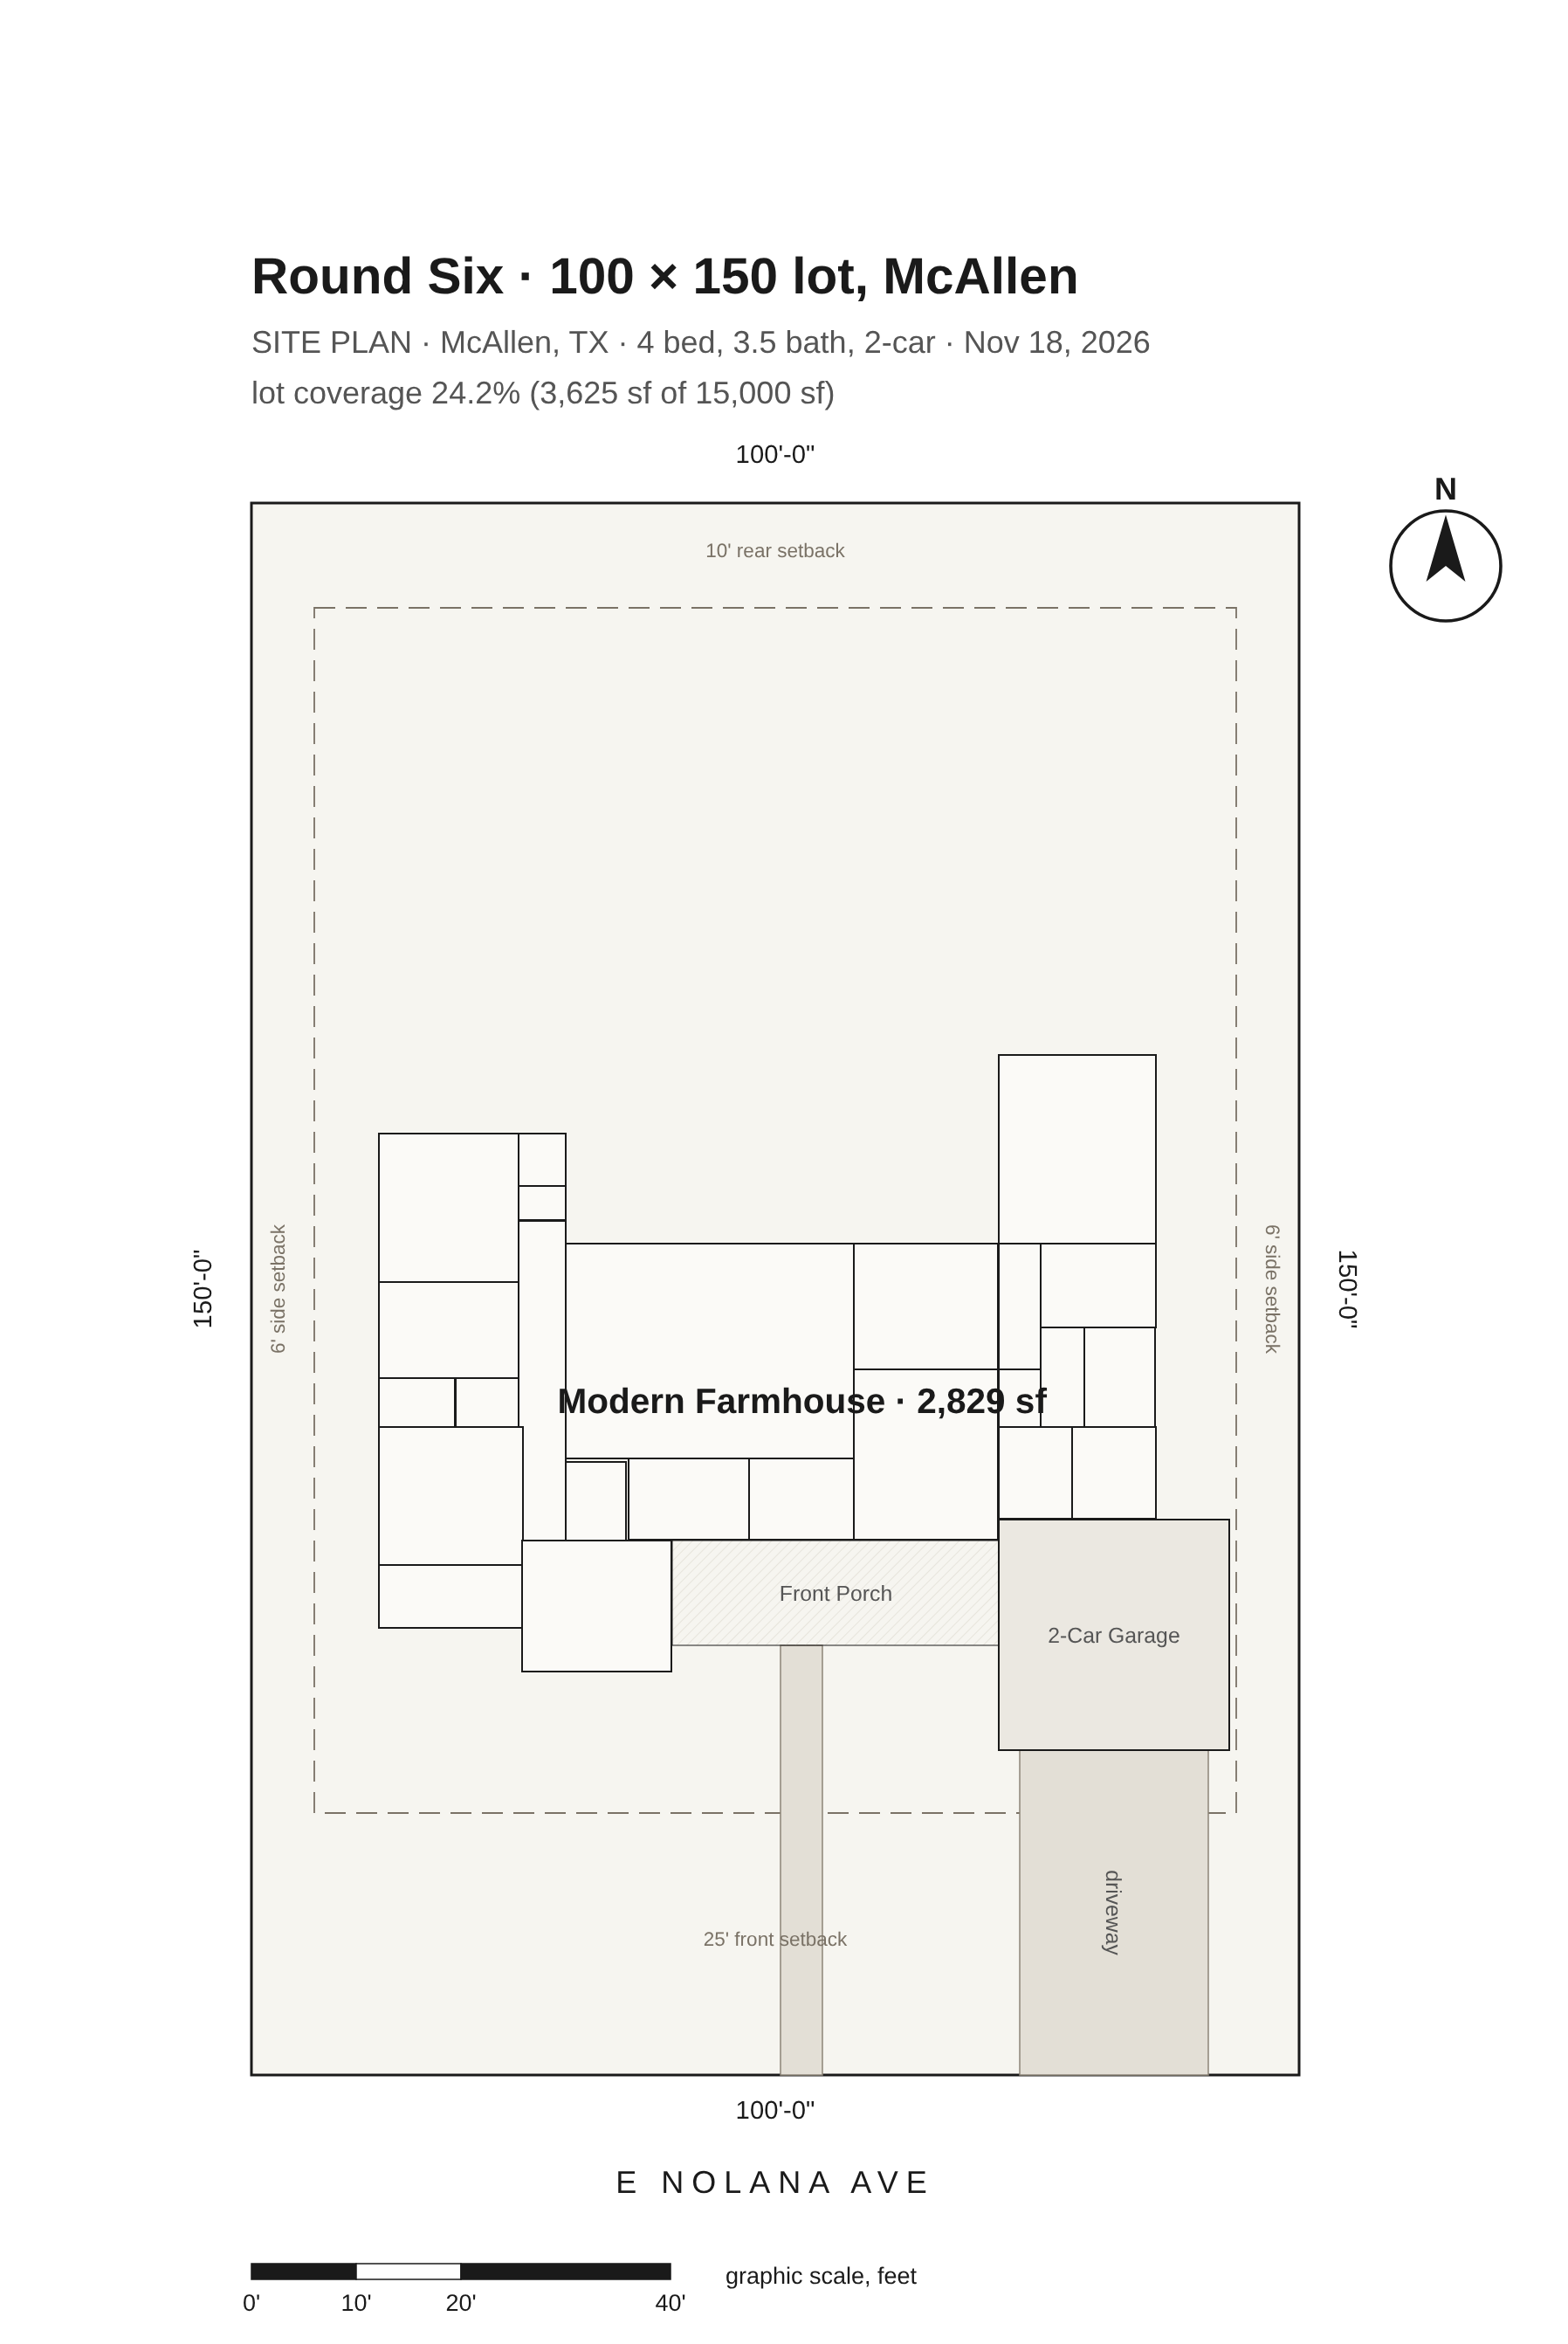 Round Six · 100 × 150 lot, McAllen
SITE PLAN · McAllen, TX · 4 bed, 3.5 bath, 2-car · Nov 18, 2026
lot coverage 24.2% (3,625 sf of 15,000 sf)
100'-0"
N
10' rear setback
150'-0"
6' side setback
6' side setback
150'-0"
Modern Farmhouse · 2,829 sf
Front Porch
2-Car Garage
driveway
25' front setback
100'-0"
E NOLANA AVE
graphic scale, feet
0' 10' 20' 40'